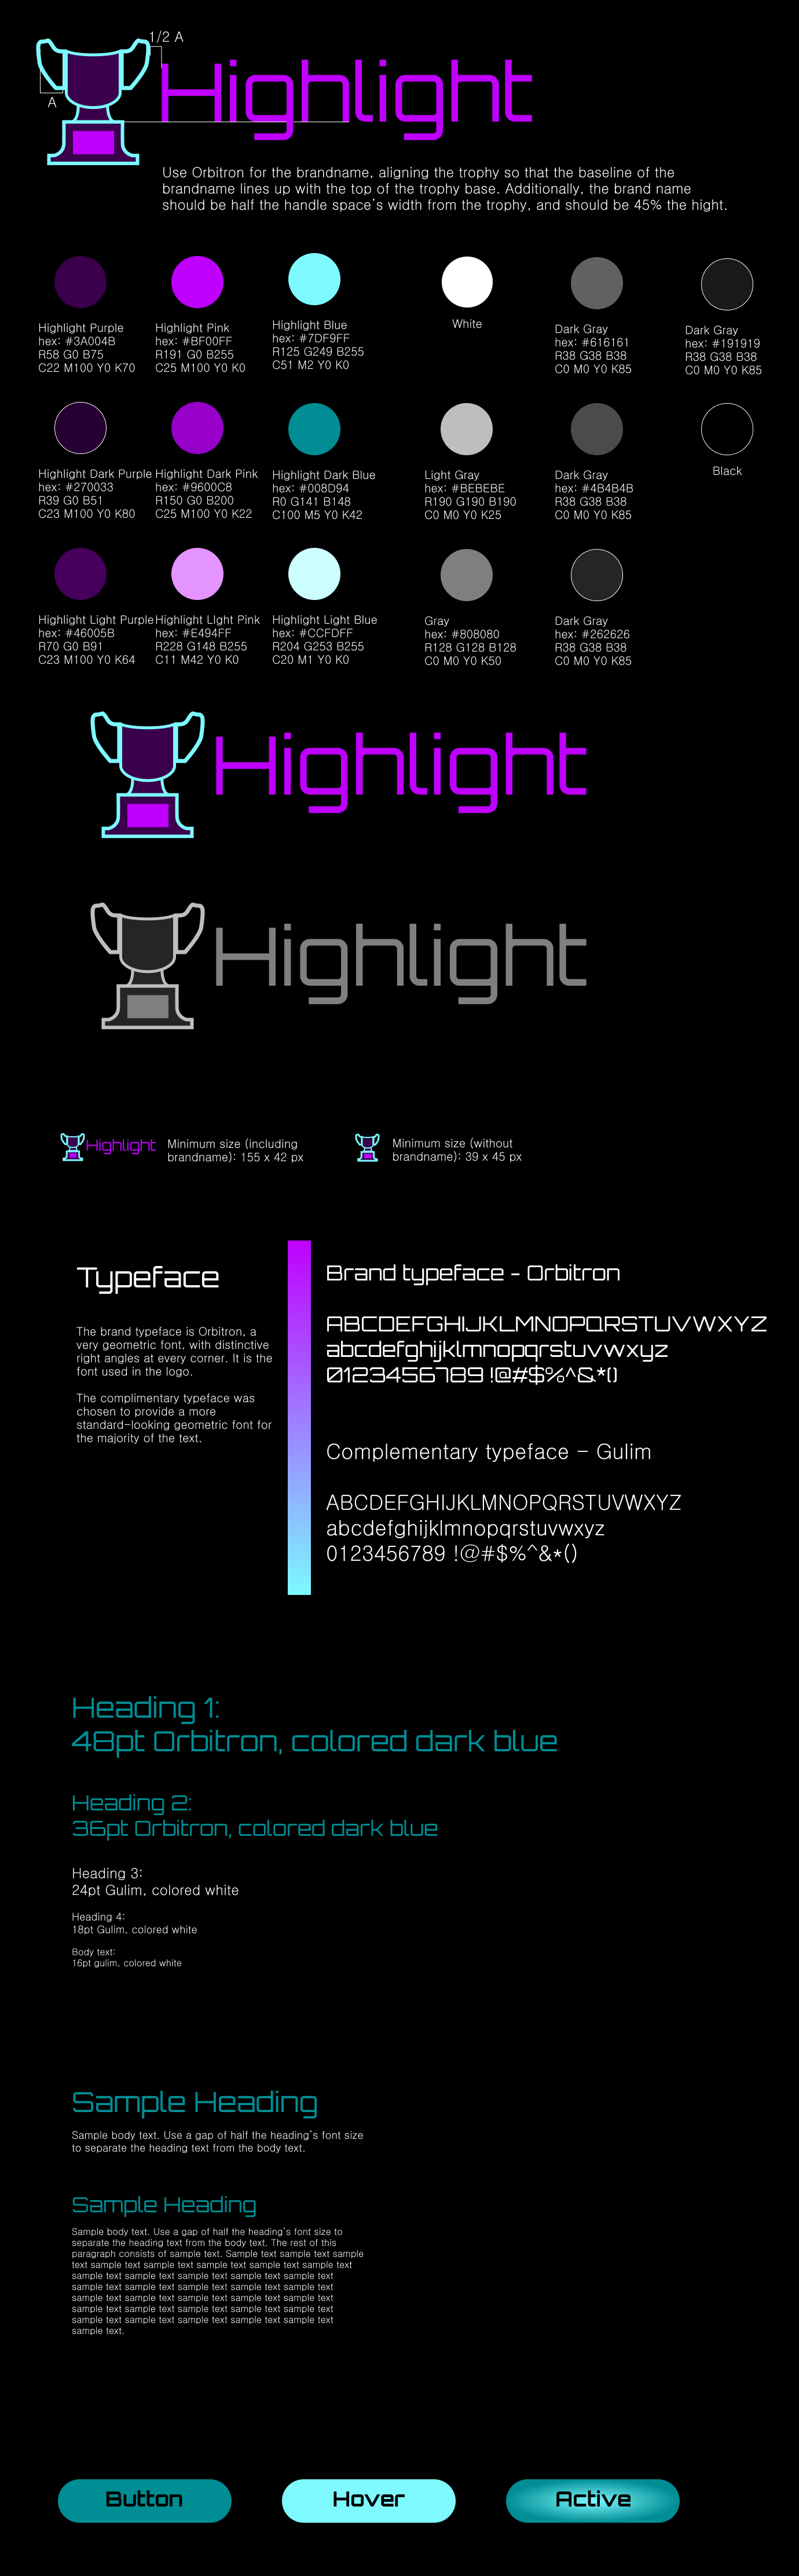 1/2 A
Highlight
A
Use Orbitron for the brandname, aligning the trophy so that the baseline of the
brandname lines up with the top of the trophy base. Additionally, the brand name
should be half the handle space's width from the trophy, and should be 45% the hight.
Highlight Purple
hex: #3A004B
R58 G0 B75
C22 M100 Y0 K70
Highlight Pink
hex: #BF00FF
R191 G0 B255
C25 M100 Y0 K0
Highlight Blue
hex: #7DF9FF
R125 G249 B255
C51 M2 Y0 K0
White
Dark Gray
hex: #616161
R38 G38 B38
C0 M0 Y0 K85
Dark Gray
hex: #191919
R38 G38 B38
C0 M0 Y0 K85
Highlight Dark Purple
hex: #270033
R39 G0 B51
C23 M100 Y0 K80
Highlight Dark Pink
hex: #9600C8
R150 G0 B200
C25 M100 Y0 K22
Highlight Dark Blue
hex: #008D94
R0 G141 B148
C100 M5 Y0 K42
Light Gray
hex: #BEBEBE
R190 G190 B190
C0 M0 Y0 K25
Dark Gray
hex: #4B4B4B
R38 G38 B38
C0 M0 Y0 K85
Black
Highlight Light Purple
hex: #46005B
R70 G0 B91
C23 M100 Y0 K64
Highlight LIght Pink
hex: #E494FF
R228 G148 B255
C11 M42 Y0 K0
Highlight Light Blue
hex: #CCFDFF
R204 G253 B255
C20 M1 Y0 K0
Gray
hex: #808080
R128 G128 B128
C0 M0 Y0 K50
Dark Gray
hex: #262626
R38 G38 B38
C0 M0 Y0 K85
Highlight
Highlight
Highlight
Minimum size (including
brandname): 155 x 42 px
Minimum size (without
brandname): 39 x 45 px
Typeface
The brand typeface is Orbitron, a
very geometric font, with distinctive
right angles at every corner. It is the
font used in the logo.
The complimentary typeface was
chosen to provide a more
standard-looking geometric font for
the majority of the text.
Brand typeface - Orbitron
ABCDEFGHIJKLMNOPQRSTUVWXYZ
abcdefghijklmnopqrstuvwxyz
0123456789 !@#$%^&*()
Complementary typeface - Gulim
ABCDEFGHIJKLMNOPQRSTUVWXYZ
abcdefghijklmnopqrstuvwxyz
0123456789 !@#$%^&*()
Heading 1:
48pt Orbitron, colored dark blue
Heading 2:
36pt Orbitron, colored dark blue
Heading 3:
24pt Gulim, colored white
Heading 4:
18pt Gulim, colored white
Body text:
16pt gulim, colored white
Sample Heading
Sample body text. Use a gap of half the heading's font size
to separate the heading text from the body text.
Sample Heading
Sample body text. Use a gap of half the heading's font size to
separate the heading text from the body text. The rest of this
paragraph consists of sample text. Sample text sample text sample
text sample text sample text sample text sample text sample text
sample text sample text sample text sample text sample text
sample text sample text sample text sample text sample text
sample text sample text sample text sample text sample text
sample text sample text sample text sample text sample text
sample text sample text sample text sample text sample text
sample text.
Button
Hover
Active